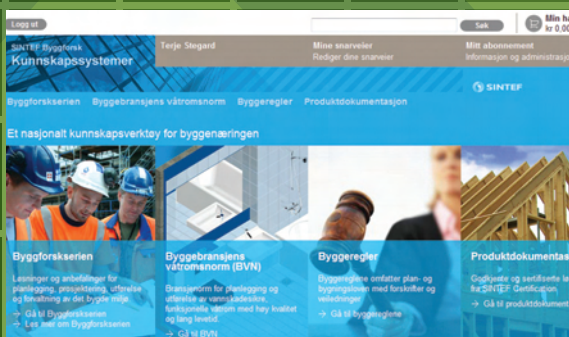 Logg ut
Søk
Min ha
kr 0,00
SINTEF Byggforsk
Kunnskapssystemer
Terje Stegard
Mine snarveier
Rediger dine snarveier
Mitt abonnement
Informasjon og administrasjo
SINTEF
Byggforskserien Byggebransjens våtromsnorm Byggeregler Produktdokumentasjon
Et nasjonalt kunnskapsverktøy for byggenæringen
Byggforskserien
Løsninger og anbefalinger for
planlegging, prosjektering, utførelse
og forvaltning av det bygde miljø
→ Gå til Byggforskserien
→ Les mer om Byggforskserien
Byggebransjens
våtromsnorm (BVN)
Bransjenorm for planlegging og
utførelse av vannskadesikre,
funksjonelle våtrom med høy kvalitet
og lang levetid.
→ Gå til BVN
Byggeregler
Byggereglene omfatter plan- og
bygningsloven med forskrifter og
veiledninger
→ Gå til byggereglene
Produktdokumentas
Godkjente og sertifiserte lø
fra SINTEF Certification
→ Gå til produktdokumente